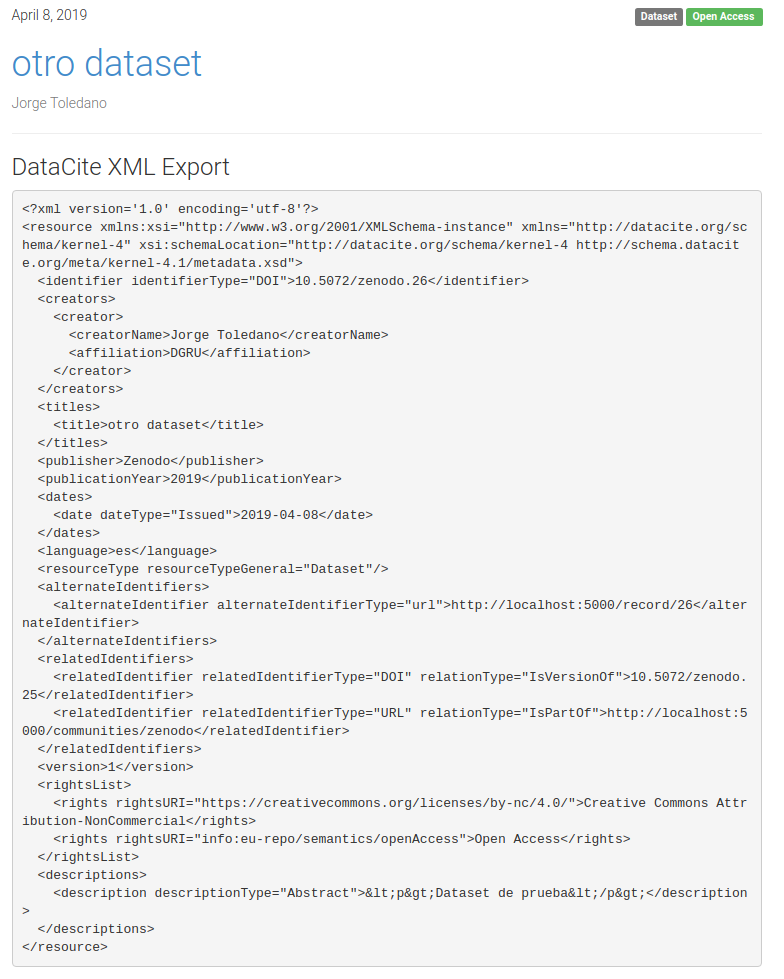 April 8, 2019
Dataset Open Access
otro dataset
Jorge Toledano
DataCite XML Export
<?xml version='1.0' encoding='utf-8'?>
<resource xmlns:xsi="http://www.w3.org/2001/XMLSchema-instance" xmlns="http://datacite.org/sc
hema/kernel-4" xsi:schemaLocation="http://datacite.org/schema/kernel-4 http://schema.datacit
e.org/meta/kernel-4.1/metadata.xsd">
  <identifier identifierType="DOI">10.5072/zenodo.26</identifier>
  <creators>
    <creator>
      <creatorName>Jorge Toledano</creatorName>
      <affiliation>DGRU</affiliation>
    </creator>
  </creators>
  <titles>
    <title>otro dataset</title>
  </titles>
  <publisher>Zenodo</publisher>
  <publicationYear>2019</publicationYear>
  <dates>
    <date dateType="Issued">2019-04-08</date>
  </dates>
  <language>es</language>
  <resourceType resourceTypeGeneral="Dataset"/>
  <alternateIdentifiers>
    <alternateIdentifier alternateIdentifierType="url">http://localhost:5000/record/26</alter
nateIdentifier>
  </alternateIdentifiers>
  <relatedIdentifiers>
    <relatedIdentifier relatedIdentifierType="DOI" relationType="IsVersionOf">10.5072/zenodo.
25</relatedIdentifier>
    <relatedIdentifier relatedIdentifierType="URL" relationType="IsPartOf">http://localhost:5
000/communities/zenodo</relatedIdentifier>
  </relatedIdentifiers>
  <version>1</version>
  <rightsList>
    <rights rightsURI="https://creativecommons.org/licenses/by-nc/4.0/">Creative Commons Attr
ibution-NonCommercial</rights>
    <rights rightsURI="info:eu-repo/semantics/openAccess">Open Access</rights>
  </rightsList>
  <descriptions>
    <description descriptionType="Abstract">&lt;p&gt;Dataset de prueba&lt;/p&gt;</description
>
  </descriptions>
</resource>